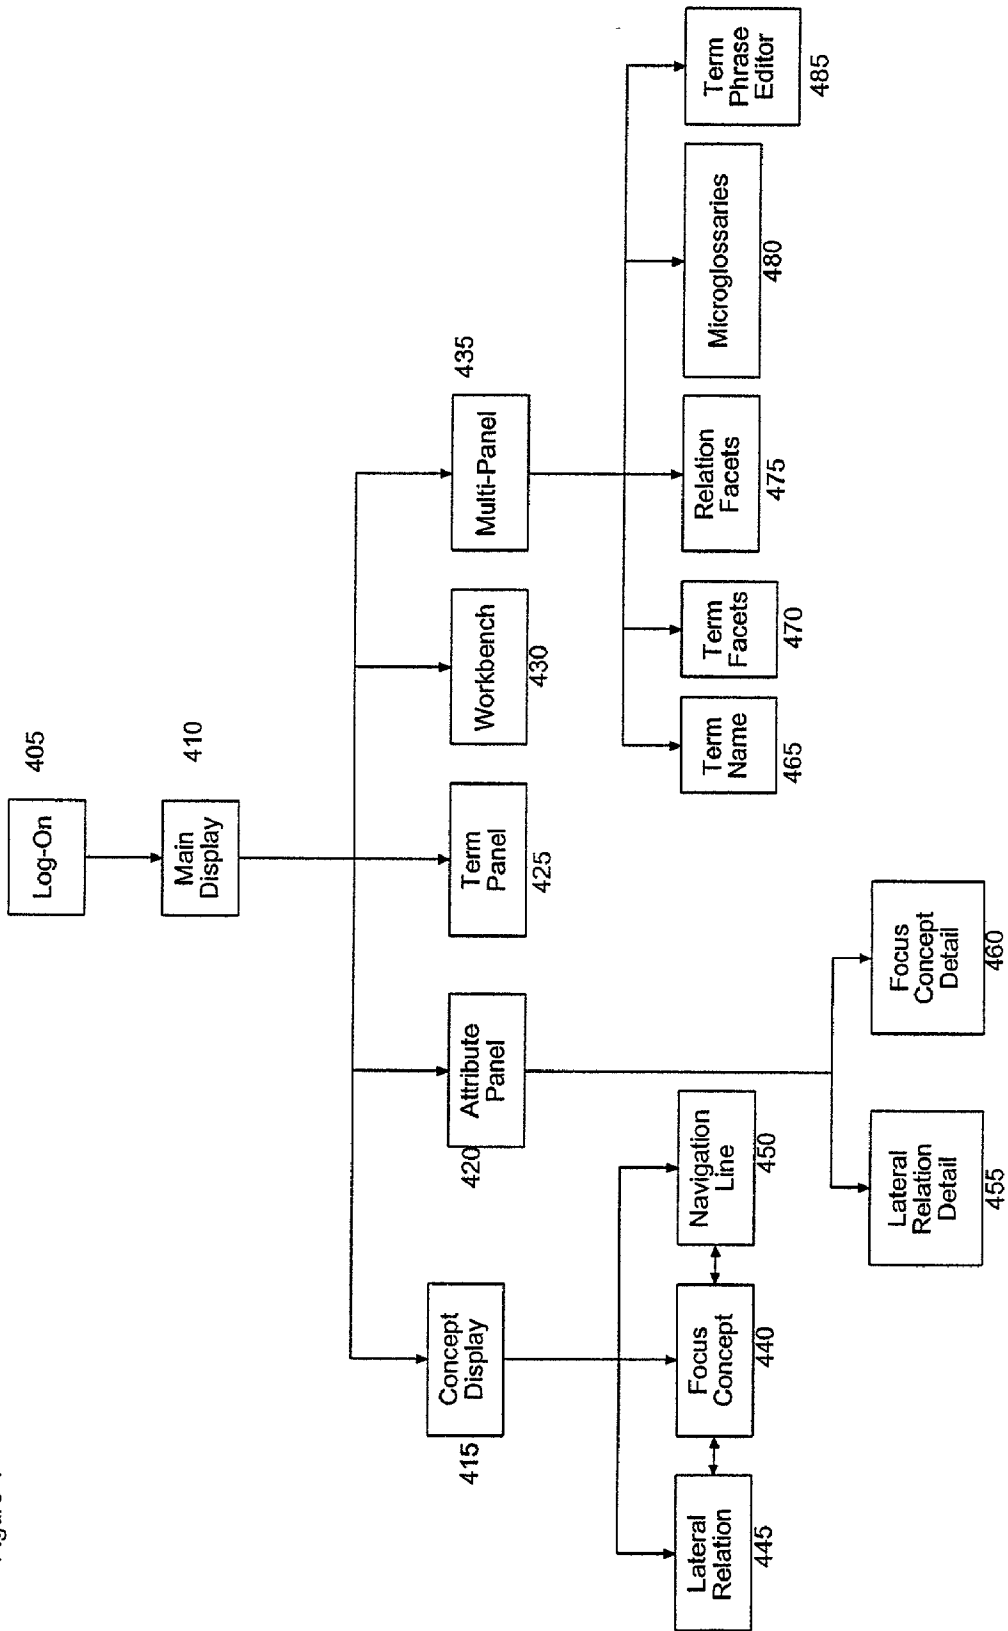 Log-On
405
Main
Display
410
Concept
Display
415
Attribute
Panel
420
Term
Panel
425
Workbench
430
Multi-Panel
435
Lateral
Relation
445
Focus
Concept
440
Navigation
Line
450
Lateral
Relation
Detail
455
Focus
Concept
Detail
460
Term
Name
465
Term
Facets
470
Relation
Facets
475
Microglossaries
480
Term
Phrase
Editor
485